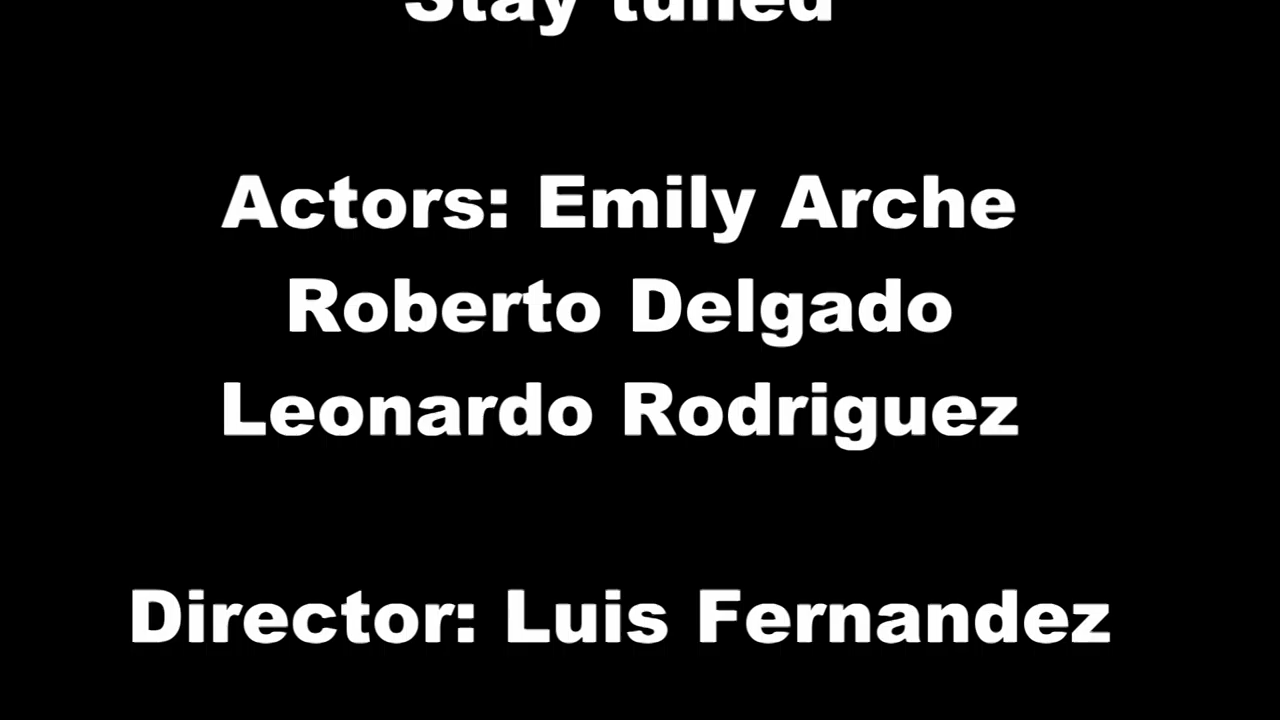 Stay tuned
Actors: Emily Arche
Roberto Delgado
Leonardo Rodriguez
Director: Luis Fernandez